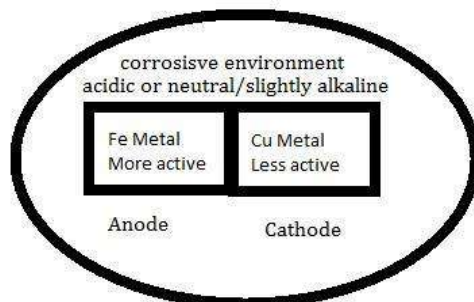 corrosisve environment
acidic or neutral/slightly alkaline
Fe Metal
More active
Cu Metal
Less active
Anode
Cathode